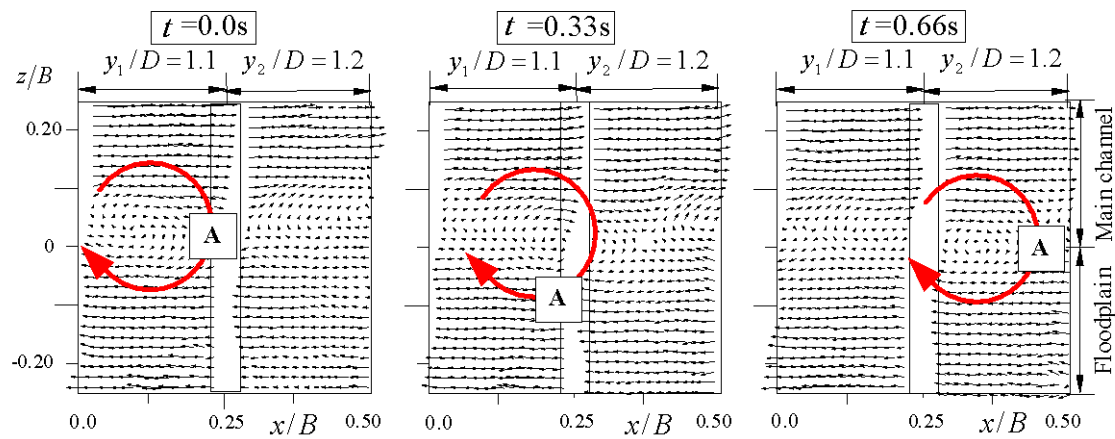 t=0.0s
t=0.33s
t=0.66s
z/B
y₁/D=1.1
y₂/D=1.2
y₁/D=1.1
y₂/D=1.2
y₁/D=1.1
y₂/D=1.2
0.20
0
-0.20
A
A
A
Main channel
Floodplain
0.0
0.25
0.50
0.0
0.25
0.50
0.0
0.25
0.50
x/B
x/B
x/B